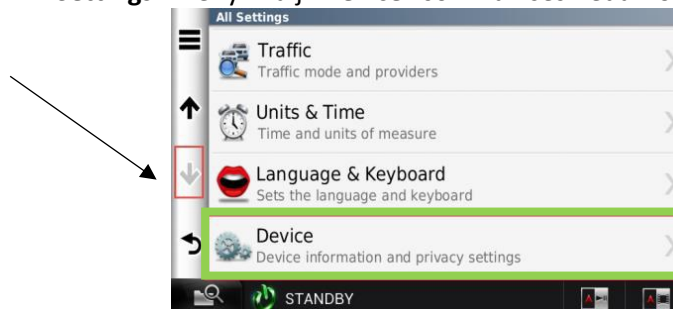 All Settings
Traffic
Traffic mode and providers
Units & Time
Time and units of measure
Language & Keyboard
Sets the language and keyboard
Device
Device information and privacy settings
STANDBY